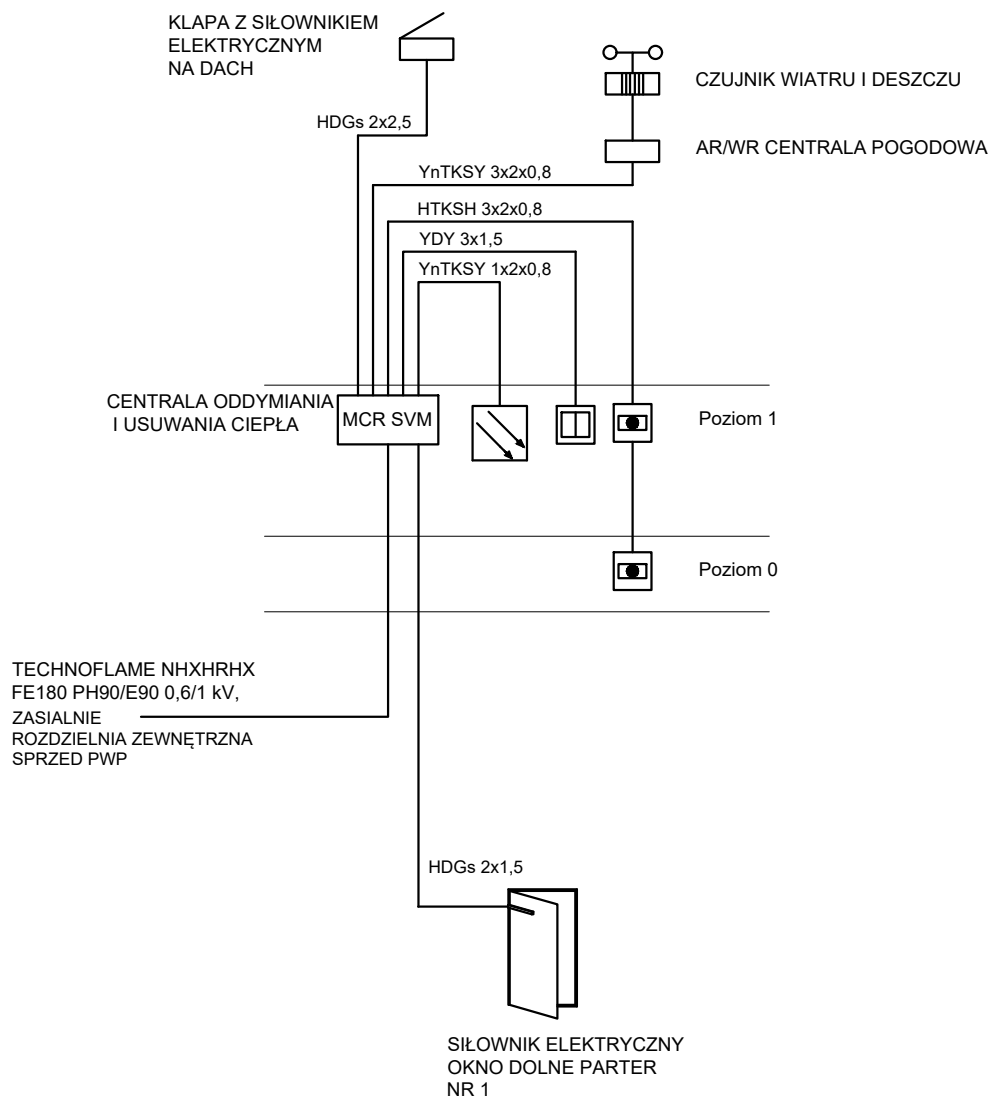 KLAPA Z SIŁOWNIKIEM
ELEKTRYCZNYM
NA DACH
CZUJNIK WIATRU I DESZCZU
HDGs 2x2,5
AR/WR CENTRALA POGODOWA
YnTKSY 3x2x0,8
HTKSH 3x2x0,8
YDY 3x1,5
YnTKSY 1x2x0,8
CENTRALA ODDYMIANIA
I USUWANIA CIEPŁA
MCR SVM
Poziom 1
Poziom 0
TECHNOFLAME NHXHRHX
FE180 PH90/E90 0,6/1 kV,
ZASIALNIE
ROZDZIELNIA ZEWNĘTRZNA
SPRZED PWP
HDGs 2x1,5
SIŁOWNIK ELEKTRYCZNY
OKNO DOLNE PARTER
NR 1